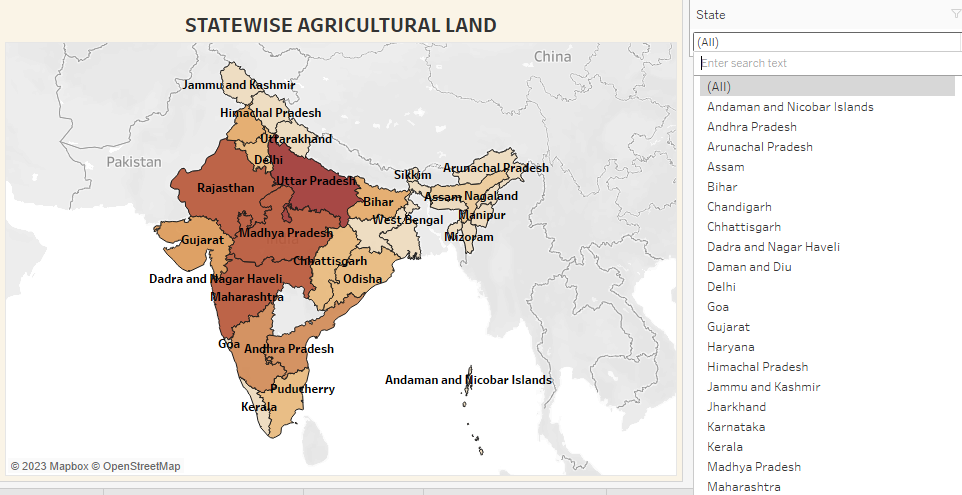 STATEWISE AGRICULTURAL LAND
China
Jammu and Kashmir
Himachal Pradesh
Uttarakhand
Pakistan
Delhi
Arunachal Pradesh
Sikkim
Uttar Pradesh
Rajasthan
Assam
Nagaland
Bihar
Manipur
West Bengal
Madhya Pradesh
Mizoram
Gujarat
Chhattisgarh
Dadra and Nagar Haveli
Odisha
Maharashtra
Goa
Andhra Pradesh
Andaman and Nicobar Islands
Puducherry
Kerala
© 2023 Mapbox © OpenStreetMap
State
(All)
Enter search text
(All)
Andaman and Nicobar Islands
Andhra Pradesh
Arunachal Pradesh
Assam
Bihar
Chandigarh
Chhattisgarh
Dadra and Nagar Haveli
Daman and Diu
Delhi
Goa
Gujarat
Haryana
Himachal Pradesh
Jammu and Kashmir
Jharkhand
Karnataka
Kerala
Madhya Pradesh
Maharashtra